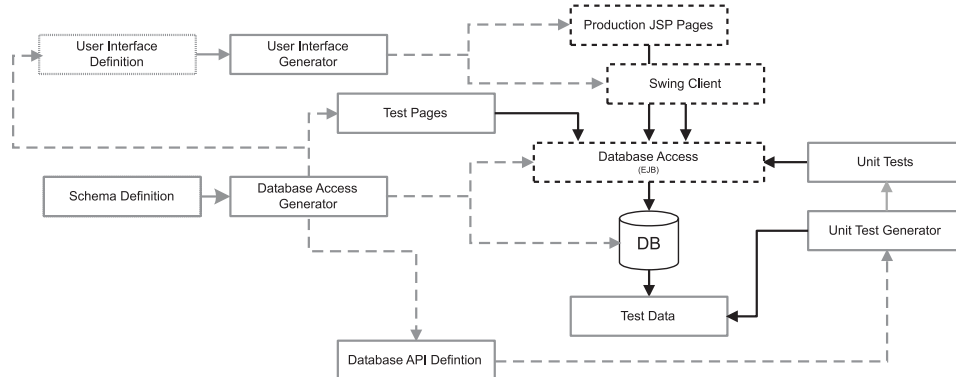 Production JSP Pages
User Interface
Definition
User Interface
Generator
Swing Client
Test Pages
Database Access
(EJB)
Unit Tests
Schema Definition
Database Access
Generator
DB
Unit Test Generator
Test Data
Database API Defintion